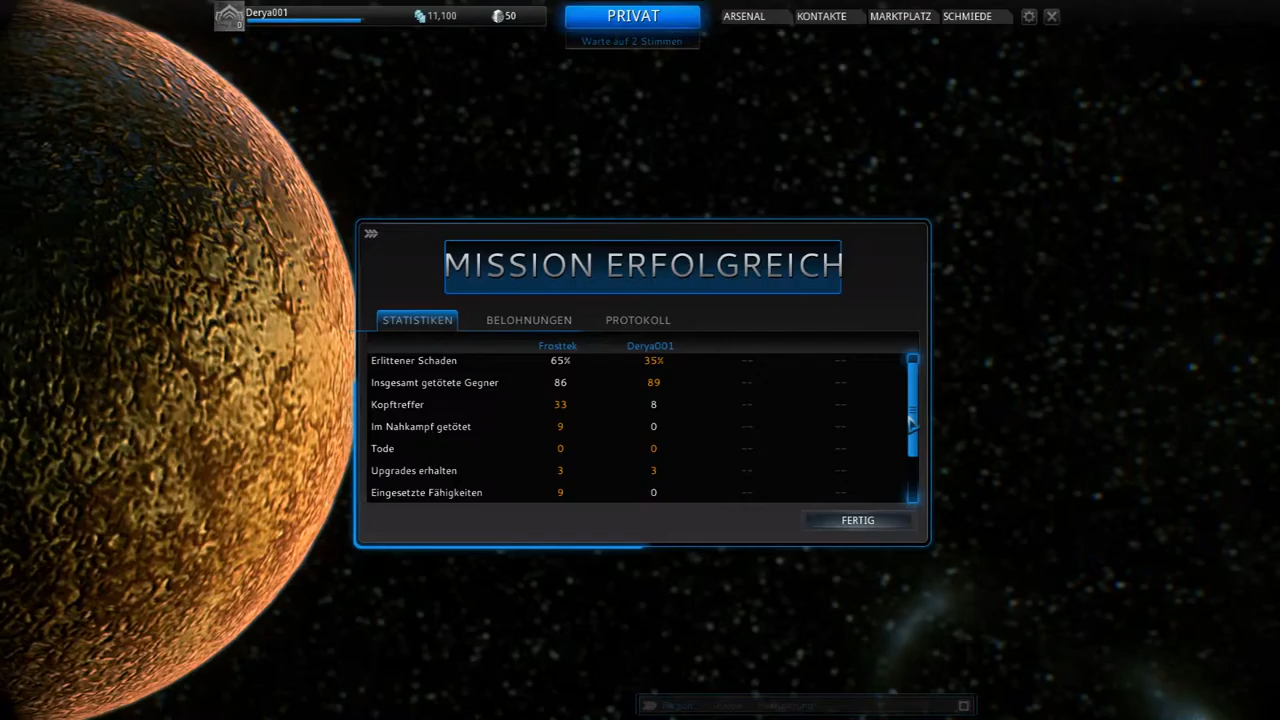 Derya001 11,100 50 PRIVAT ARSENAL KONTAKTE MARKTPLATZ SCHMIEDE
D
Warte auf 2 Stimmen
MISSION ERFOLGREICH
STATISTIKEN BELOHNUNGEN PROTOKOLL
Frosttek Derya001
Erlittener Schaden 65% 35% -- --
Insgesamt getötete Gegner 86 89 -- --
Kopftreffer 33 8 -- --
Im Nahkampf getötet 9 0 -- --
Tode 0 0 -- --
Upgrades erhalten 3 3 -- --
Eingesetzte Fähigkeiten 9 0 -- --
FERTIG